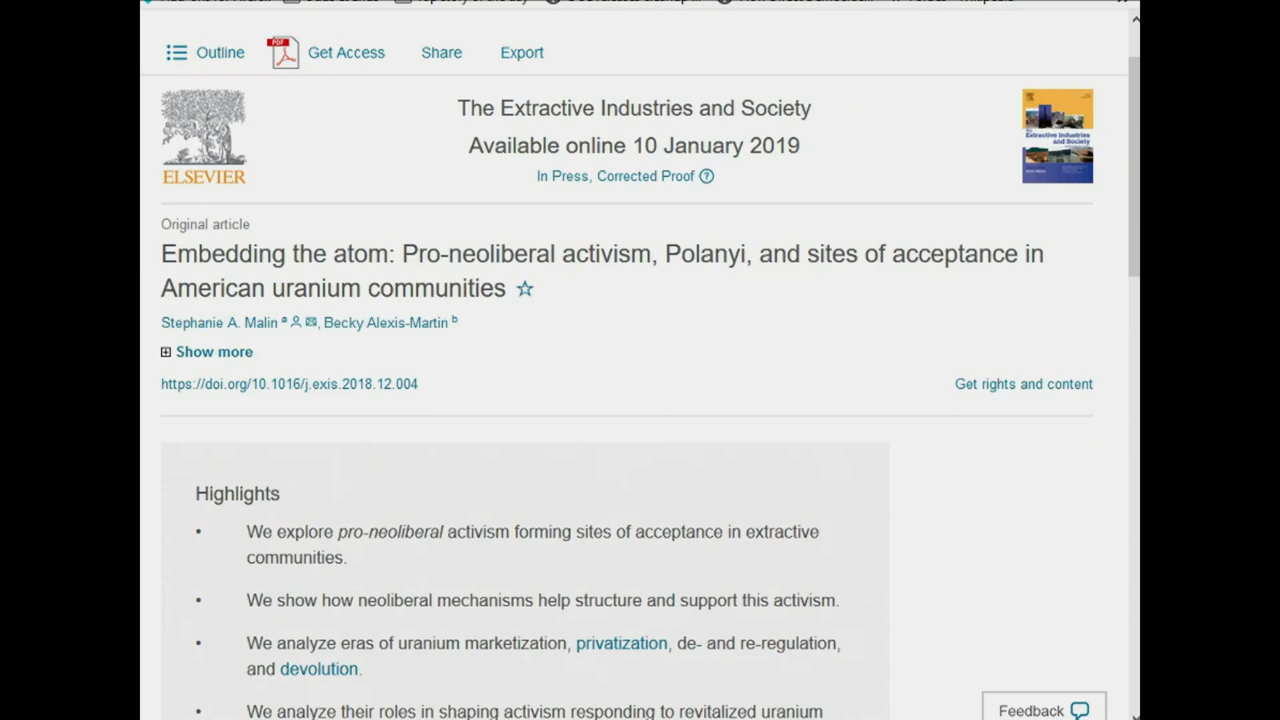 Outline
Get Access
Share
Export
The Extractive Industries and Society
Available online 10 January 2019
In Press, Corrected Proof
ELSEVIER
Extractive Industries
and Society
Original article
Embedding the atom: Pro-neoliberal activism, Polanyi, and sites of acceptance in
American uranium communities
Stephanie A. Malin a, Becky Alexis-Martin b
Show more
https://doi.org/10.1016/j.exis.2018.12.004
Get rights and content
Highlights
• We explore pro-neoliberal activism forming sites of acceptance in extractive
communities.
• We show how neoliberal mechanisms help structure and support this activism.
• We analyze eras of uranium marketization, privatization, de- and re-regulation,
and devolution.
• We analyze their roles in shaping activism responding to revitalized uranium
Feedback